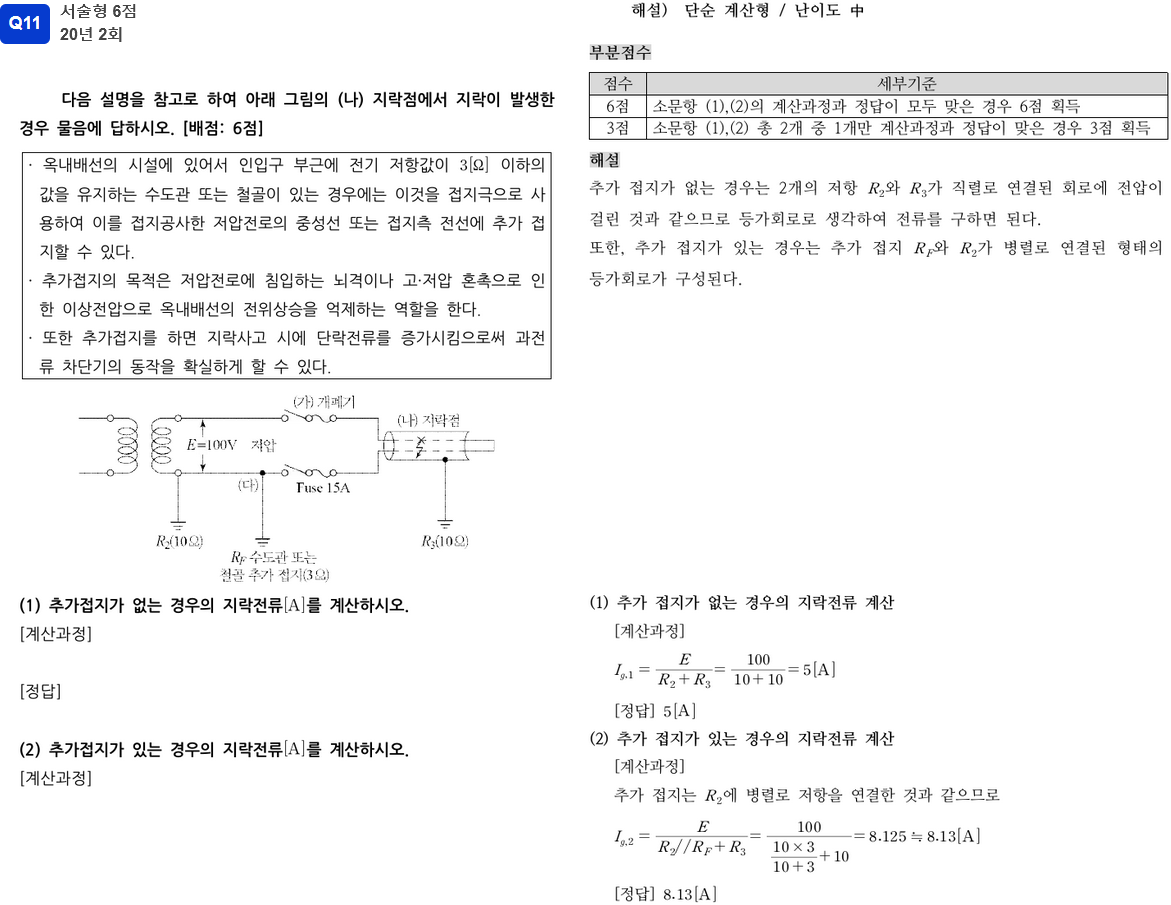 Q11
서술형 6점
20년 2회
다음 설명을 참고로 하여 아래 그림의 (나) 지락점에서 지락이 발생한
경우 물음에 답하시오. [배점: 6점]
· 옥내배선의 시설에 있어서 인입구 부근에 전기 저항값이 3[Ω] 이하의
값을 유지하는 수도관 또는 철골이 있는 경우에는 이것을 접지극으로 사
용하여 이를 접지공사한 저압전로의 중성선 또는 접지측 전선에 추가 접
지할 수 있다.
· 추가접지의 목적은 저압전로에 침입하는 뇌격이나 고·저압 혼촉으로 인
한 이상전압으로 옥내배선의 전위상승을 억제하는 역할을 한다.
· 또한 추가접지를 하면 지락사고 시에 단락전류를 증가시킴으로써 과전
류 차단기의 동작을 확실하게 할 수 있다.
(가) 개폐기
(나) 지락점
E=100V 저압
(다)
Fuse 15A
R₂(10Ω)
R₃(10Ω)
R_F 수도관 또는
철골 추가 접지(3Ω)
(1) 추가접지가 없는 경우의 지락전류[A]를 계산하시오.
[계산과정]
[정답]
(2) 추가접지가 있는 경우의 지락전류[A]를 계산하시오.
[계산과정]
해설) 단순 계산형 / 난이도 中
부분점수
점수 세부기준
6점 소문항 (1),(2)의 계산과정과 정답이 모두 맞은 경우 6점 획득
3점 소문항 (1),(2) 총 2개 중 1개만 계산과정과 정답이 맞은 경우 3점 획득
해설
추가 접지가 없는 경우는 2개의 저항 R₂와 R₃가 직렬로 연결된 회로에 전압이
걸린 것과 같으므로 등가회로로 생각하여 전류를 구하면 된다.
또한, 추가 접지가 있는 경우는 추가 접지 R_F와 R₂가 병렬로 연결된 형태의
등가회로가 구성된다.
(1) 추가 접지가 없는 경우의 지락전류 계산
[계산과정]
I_g,1 = E / (R₂+R₃) = 100 / (10+10) = 5[A]
[정답] 5[A]
(2) 추가 접지가 있는 경우의 지락전류 계산
[계산과정]
추가 접지는 R₂에 병렬로 저항을 연결한 것과 같으므로
I_g,2 = E / (R₂//R_F+R₃) = 100 / ((10×3)/(10+3)+10) = 8.125 ≒ 8.13[A]
[정답] 8.13[A]